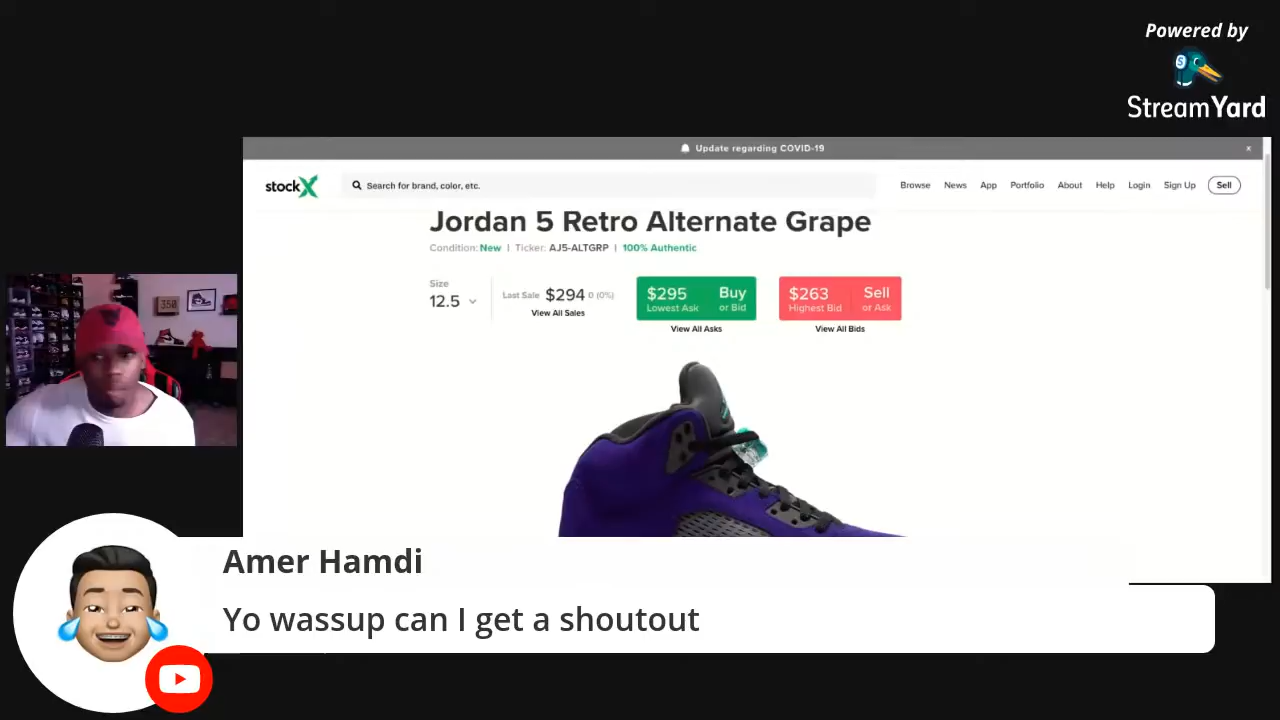 Powered by
StreamYard
Update regarding COVID-19 ×
stockX Search for brand, color, etc. Browse News App Portfolio About Help Login Sign Up Sell
Jordan 5 Retro Alternate Grape
Condition: New | Ticker: AJ5-ALTGRP | 100% Authentic
Size
12.5
Last Sale $294 0 (0%)
View All Sales
$295 Buy
Lowest Ask or Bid
View All Asks
$263 Sell
Highest Bid or Ask
View All Bids
350
Amer Hamdi
Yo wassup can I get a shoutout